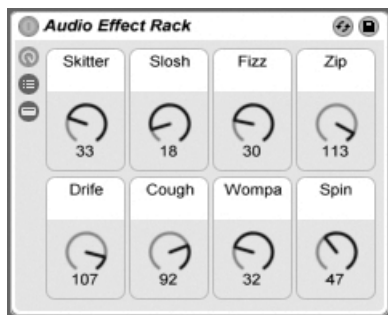 Audio Effect Rack
Skitter Slosh Fizz Zip
33 18 30 113
Drife Cough Wompa Spin
107 92 32 47